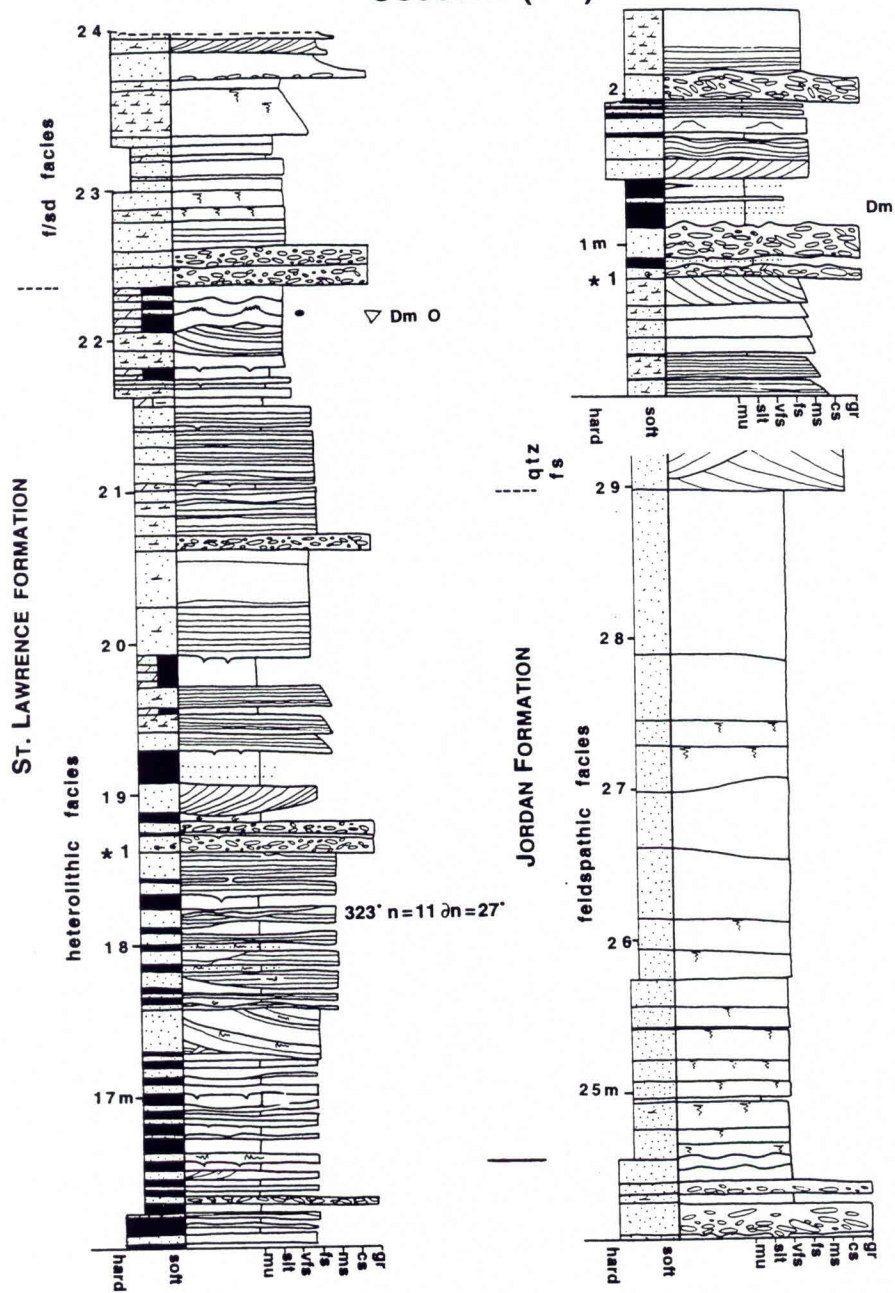 24
f/sd facies
23
22
▽ Dm O
ST. LAWRENCE FORMATION
21
20
heterolithic facies
19
* 1
323° n=11 ∂n=27°
18
17m
hard
soft
mu
slt
vfs
fs
ms
cs
gr
2
Dm
1m
* 1
hard
soft
mu
slt
vfs
fs
ms
cs
gr
qtz
fs
29
28
JORDAN FORMATION
feldspathic facies
27
26
25m
hard
soft
mu
slt
vfs
fs
ms
cs
gr